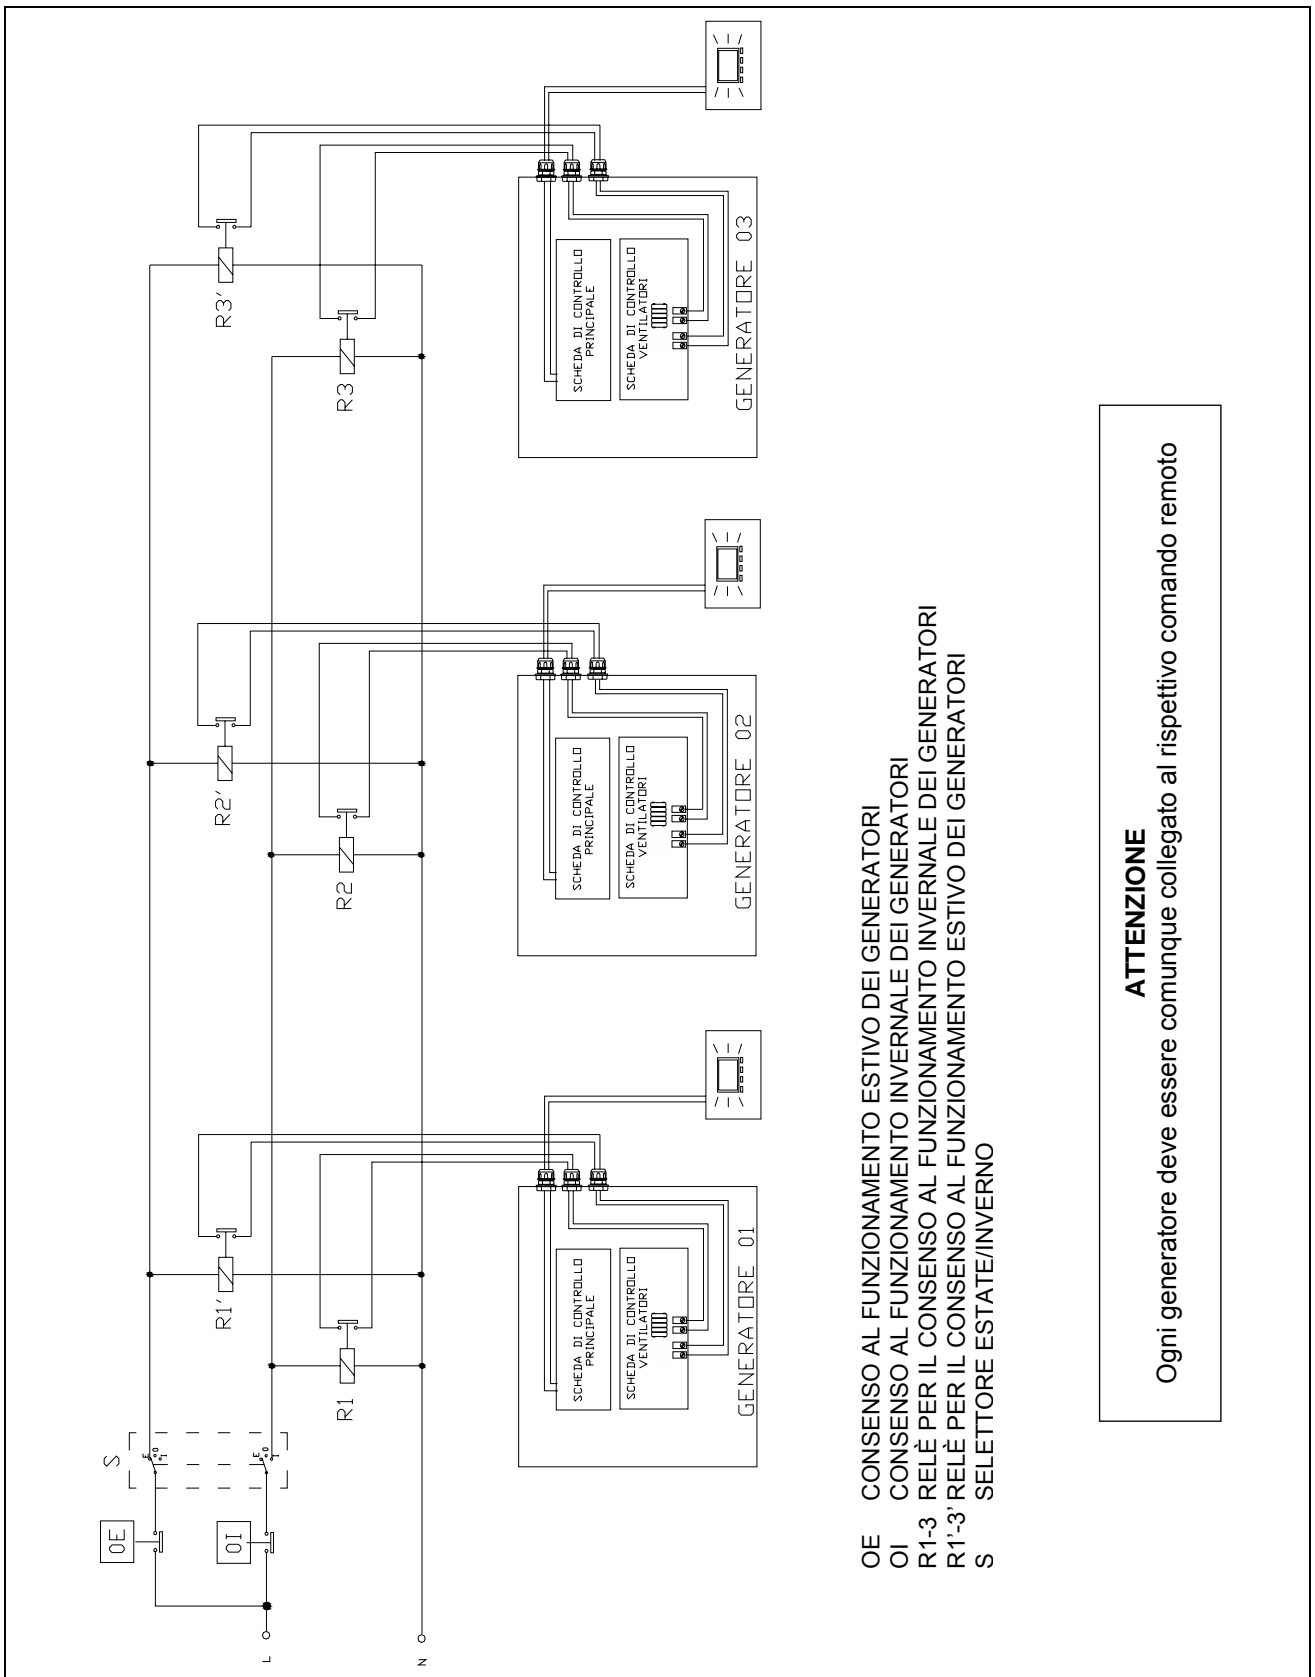 OE
OI
S
E
O
I
E
O
I
L
N
R1'
R1
R2'
R2
R3'
R3
SCHEDA DI CONTROLLO
PRINCIPALE
SCHEDA DI CONTROLLO
VENTILATORI
GENERATORE 01
SCHEDA DI CONTROLLO
PRINCIPALE
SCHEDA DI CONTROLLO
VENTILATORI
GENERATORE 02
SCHEDA DI CONTROLLO
PRINCIPALE
SCHEDA DI CONTROLLO
VENTILATORI
GENERATORE 03
OE CONSENSO AL FUNZIONAMENTO ESTIVO DEI GENERATORI
OI CONSENSO AL FUNZIONAMENTO INVERNALE DEI GENERATORI
R1-3 RELÈ PER IL CONSENSO AL FUNZIONAMENTO INVERNALE DEI GENERATORI
R1'-3' RELÈ PER IL CONSENSO AL FUNZIONAMENTO ESTIVO DEI GENERATORI
S SELETTORE ESTATE/INVERNO
ATTENZIONE
Ogni generatore deve essere comunque collegato al rispettivo comando remoto